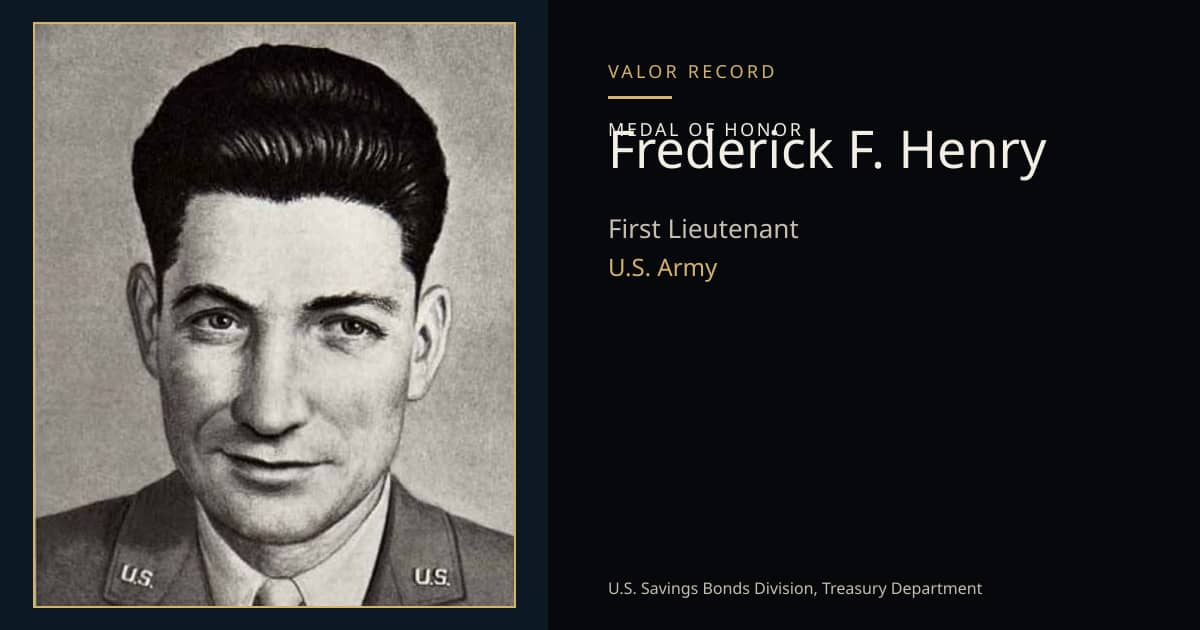 VALOR RECORD
MEDAL OF HONOR
Frederick F. Henry
First Lieutenant
U.S. Army
U.S. U.S.
U.S. Savings Bonds Division, Treasury Department